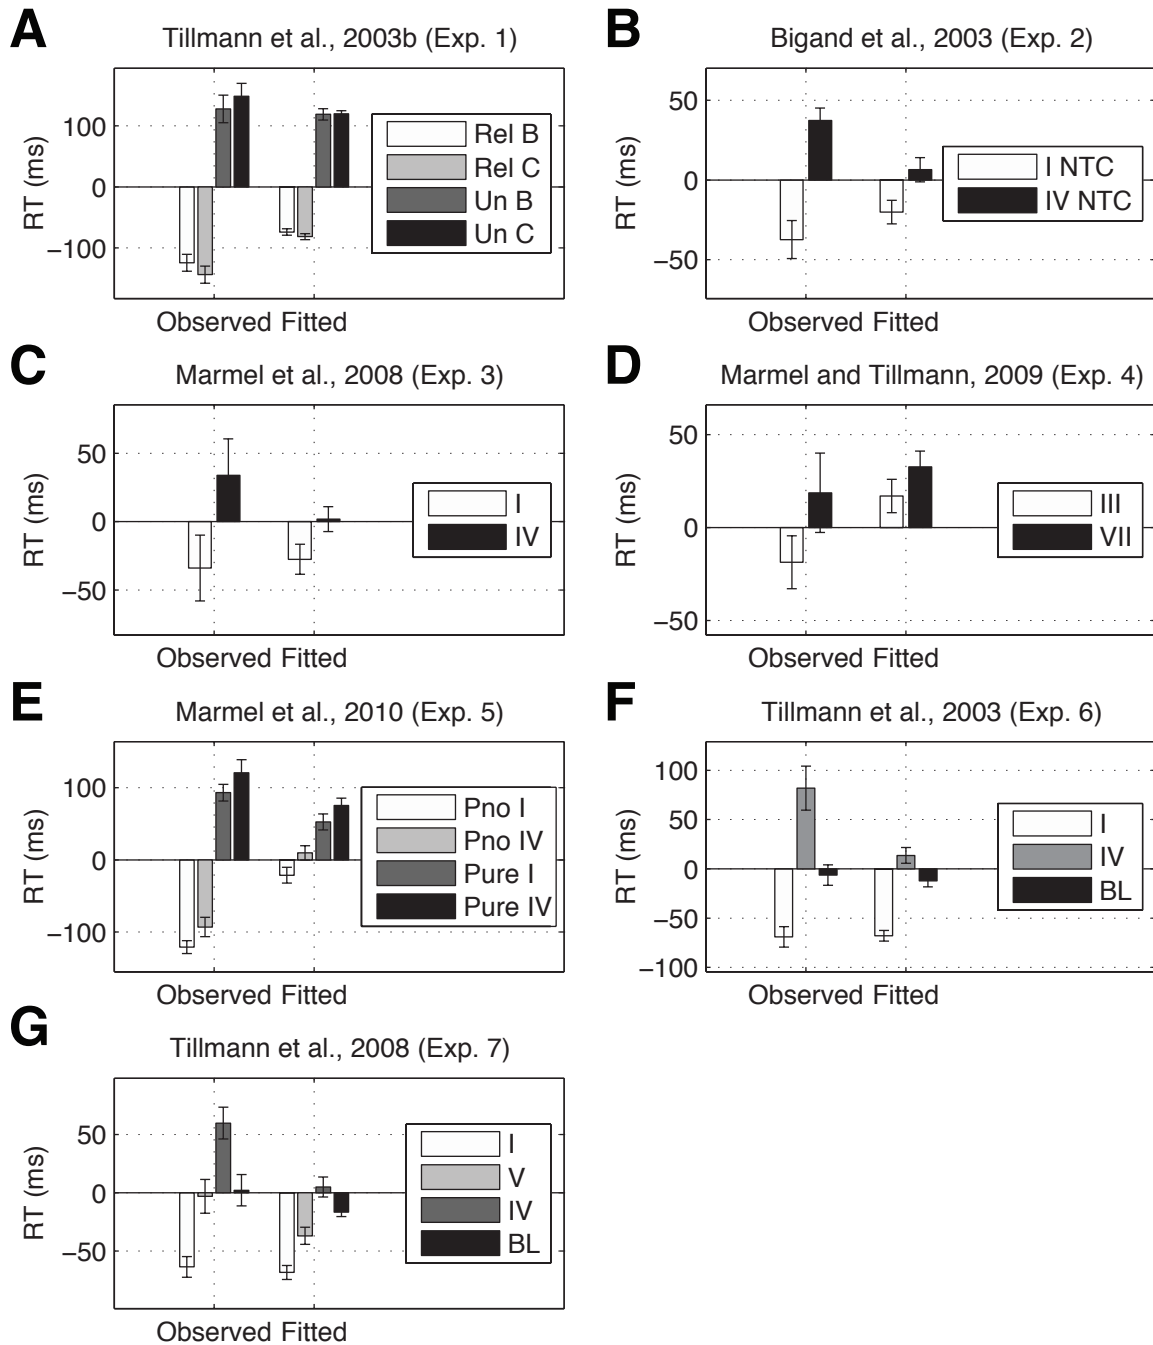 A
Tillmann et al., 2003b (Exp. 1)
RT (ms)
100
0
−100
Rel B
Rel C
Un B
Un C
Observed Fitted
B
Bigand et al., 2003 (Exp. 2)
RT (ms)
50
0
−50
I NTC
IV NTC
Observed Fitted
C
Marmel et al., 2008 (Exp. 3)
RT (ms)
50
0
−50
I
IV
Observed Fitted
D
Marmel and Tillmann, 2009 (Exp. 4)
RT (ms)
50
0
−50
III
VII
Observed Fitted
E
Marmel et al., 2010 (Exp. 5)
RT (ms)
100
0
−100
Pno I
Pno IV
Pure I
Pure IV
Observed Fitted
F
Tillmann et al., 2003 (Exp. 6)
RT (ms)
100
50
0
−50
−100
I
IV
BL
Observed Fitted
G
Tillmann et al., 2008 (Exp. 7)
RT (ms)
50
0
−50
I
V
IV
BL
Observed Fitted